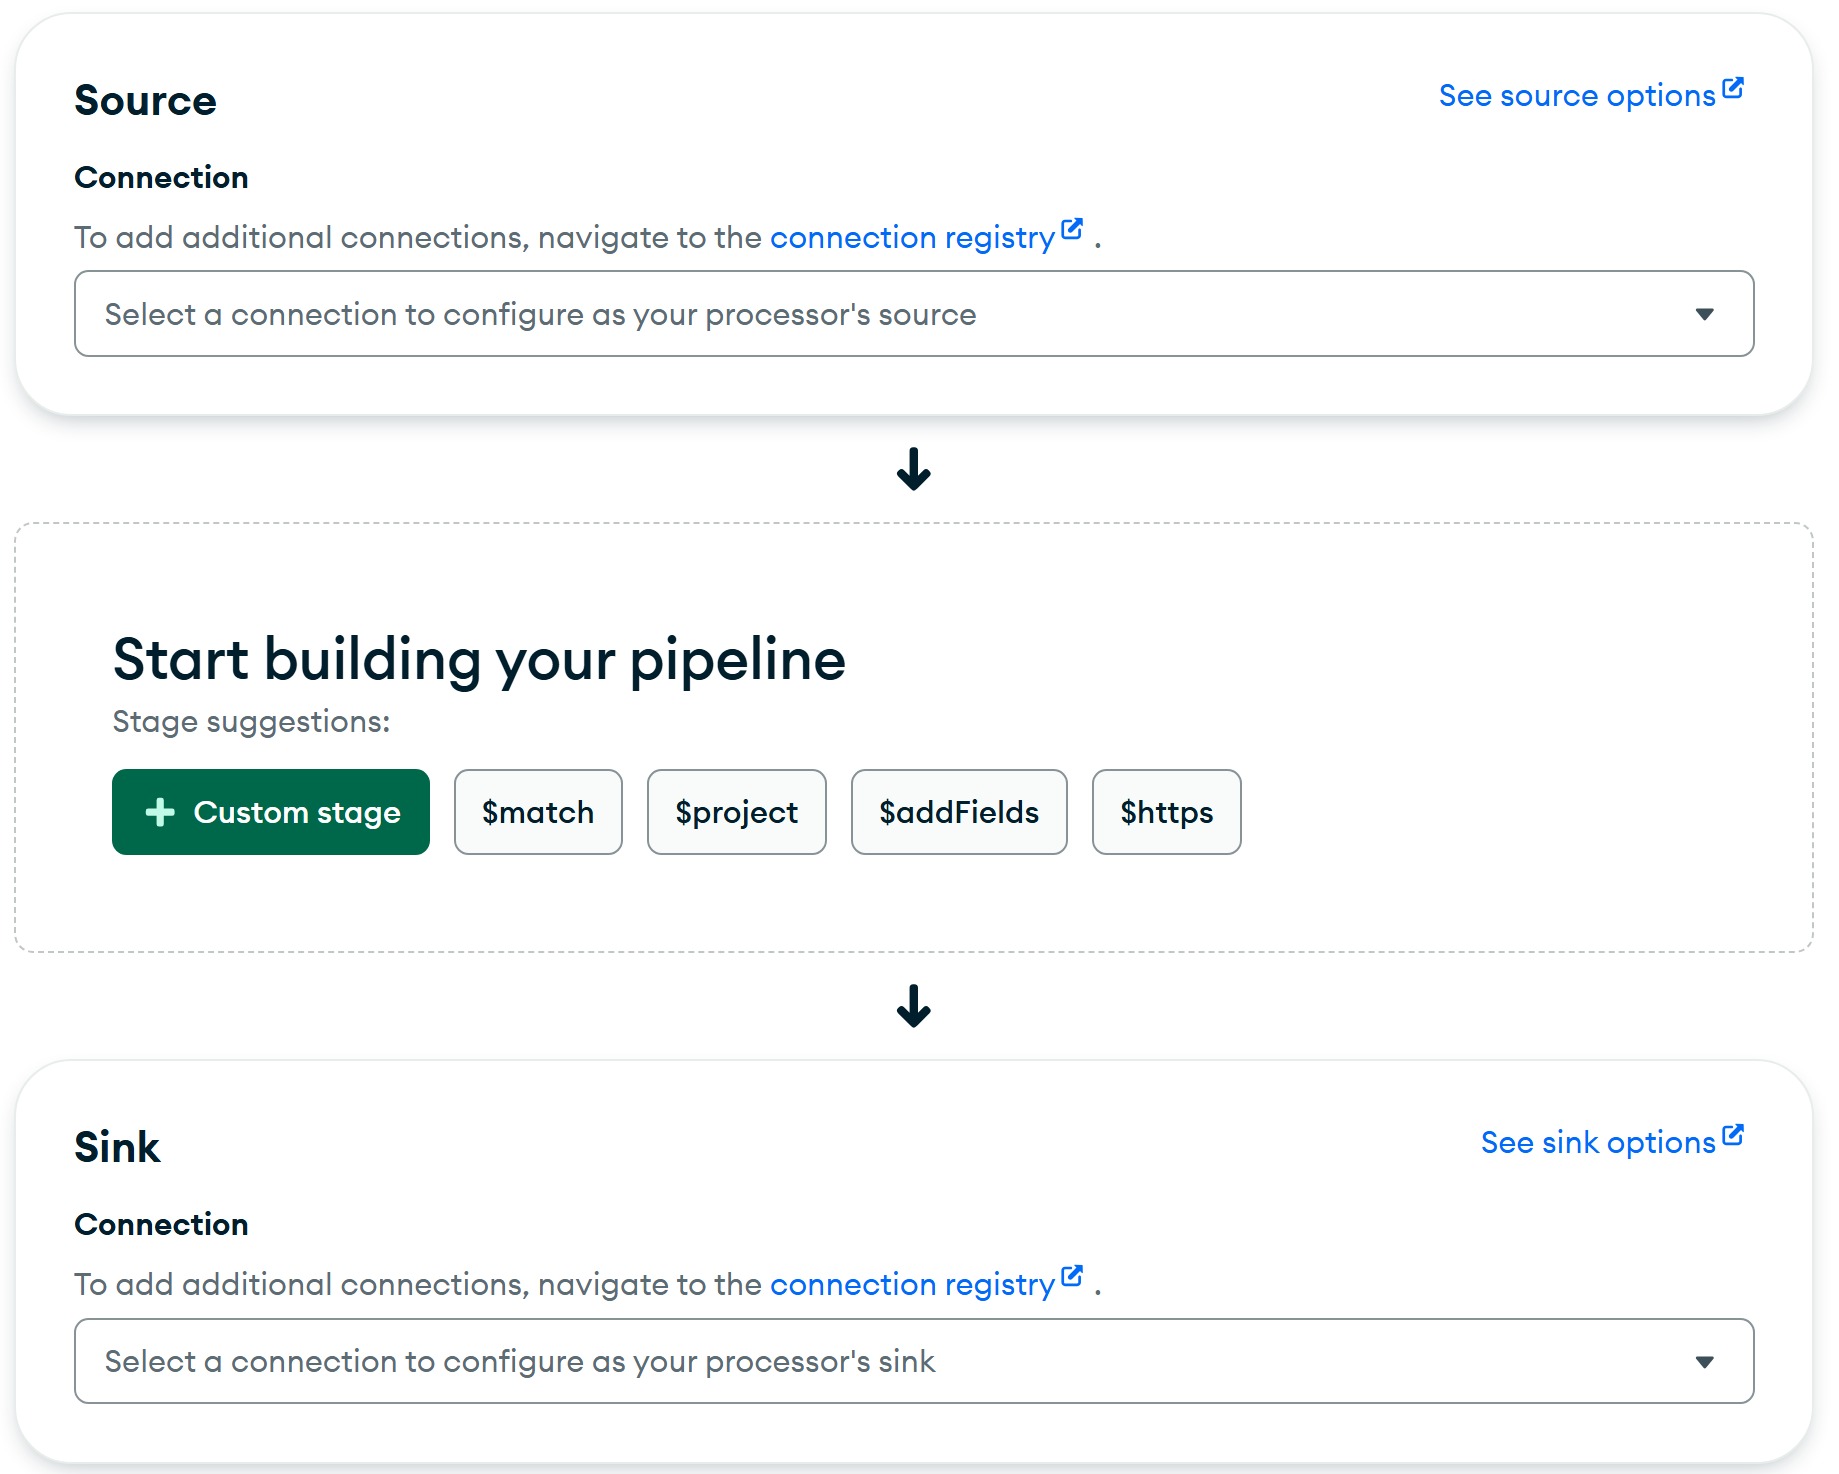 Source
See source options
Connection
To add additional connections, navigate to the connection registry .
Select a connection to configure as your processor's source
Start building your pipeline
Stage suggestions:
Custom stage
$match
$project
$addFields
$https
Sink
See sink options
Connection
To add additional connections, navigate to the connection registry .
Select a connection to configure as your processor's sink